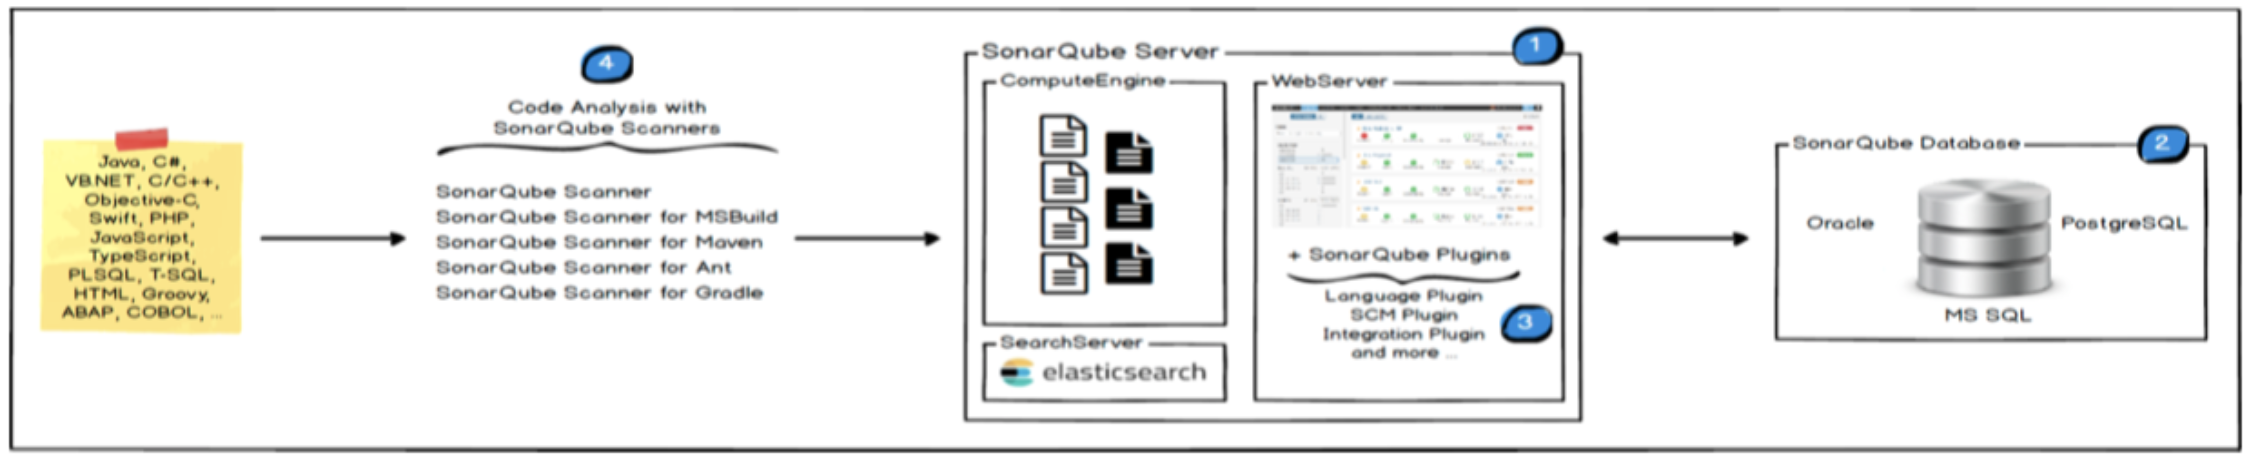 Java, C#,
VB.NET, C/C++,
Objective-C,
Swift, PHP,
JavaScript,
TypeScript,
PLSQL, T-SQL,
HTML, Groovy,
ABAP, COBOL, ...
4
Code Analysis with
SonarQube Scanners
SonarQube Scanner
SonarQube Scanner for MSBuild
SonarQube Scanner for Maven
SonarQube Scanner for Ant
SonarQube Scanner for Gradle
SonarQube Server
1
ComputeEngine
SearchServer
elasticsearch
WebServer
+ SonarQube Plugins
Language Plugin
SCM Plugin
Integration Plugin
and more ...
3
SonarQube Database
2
Oracle
PostgreSQL
MS SQL